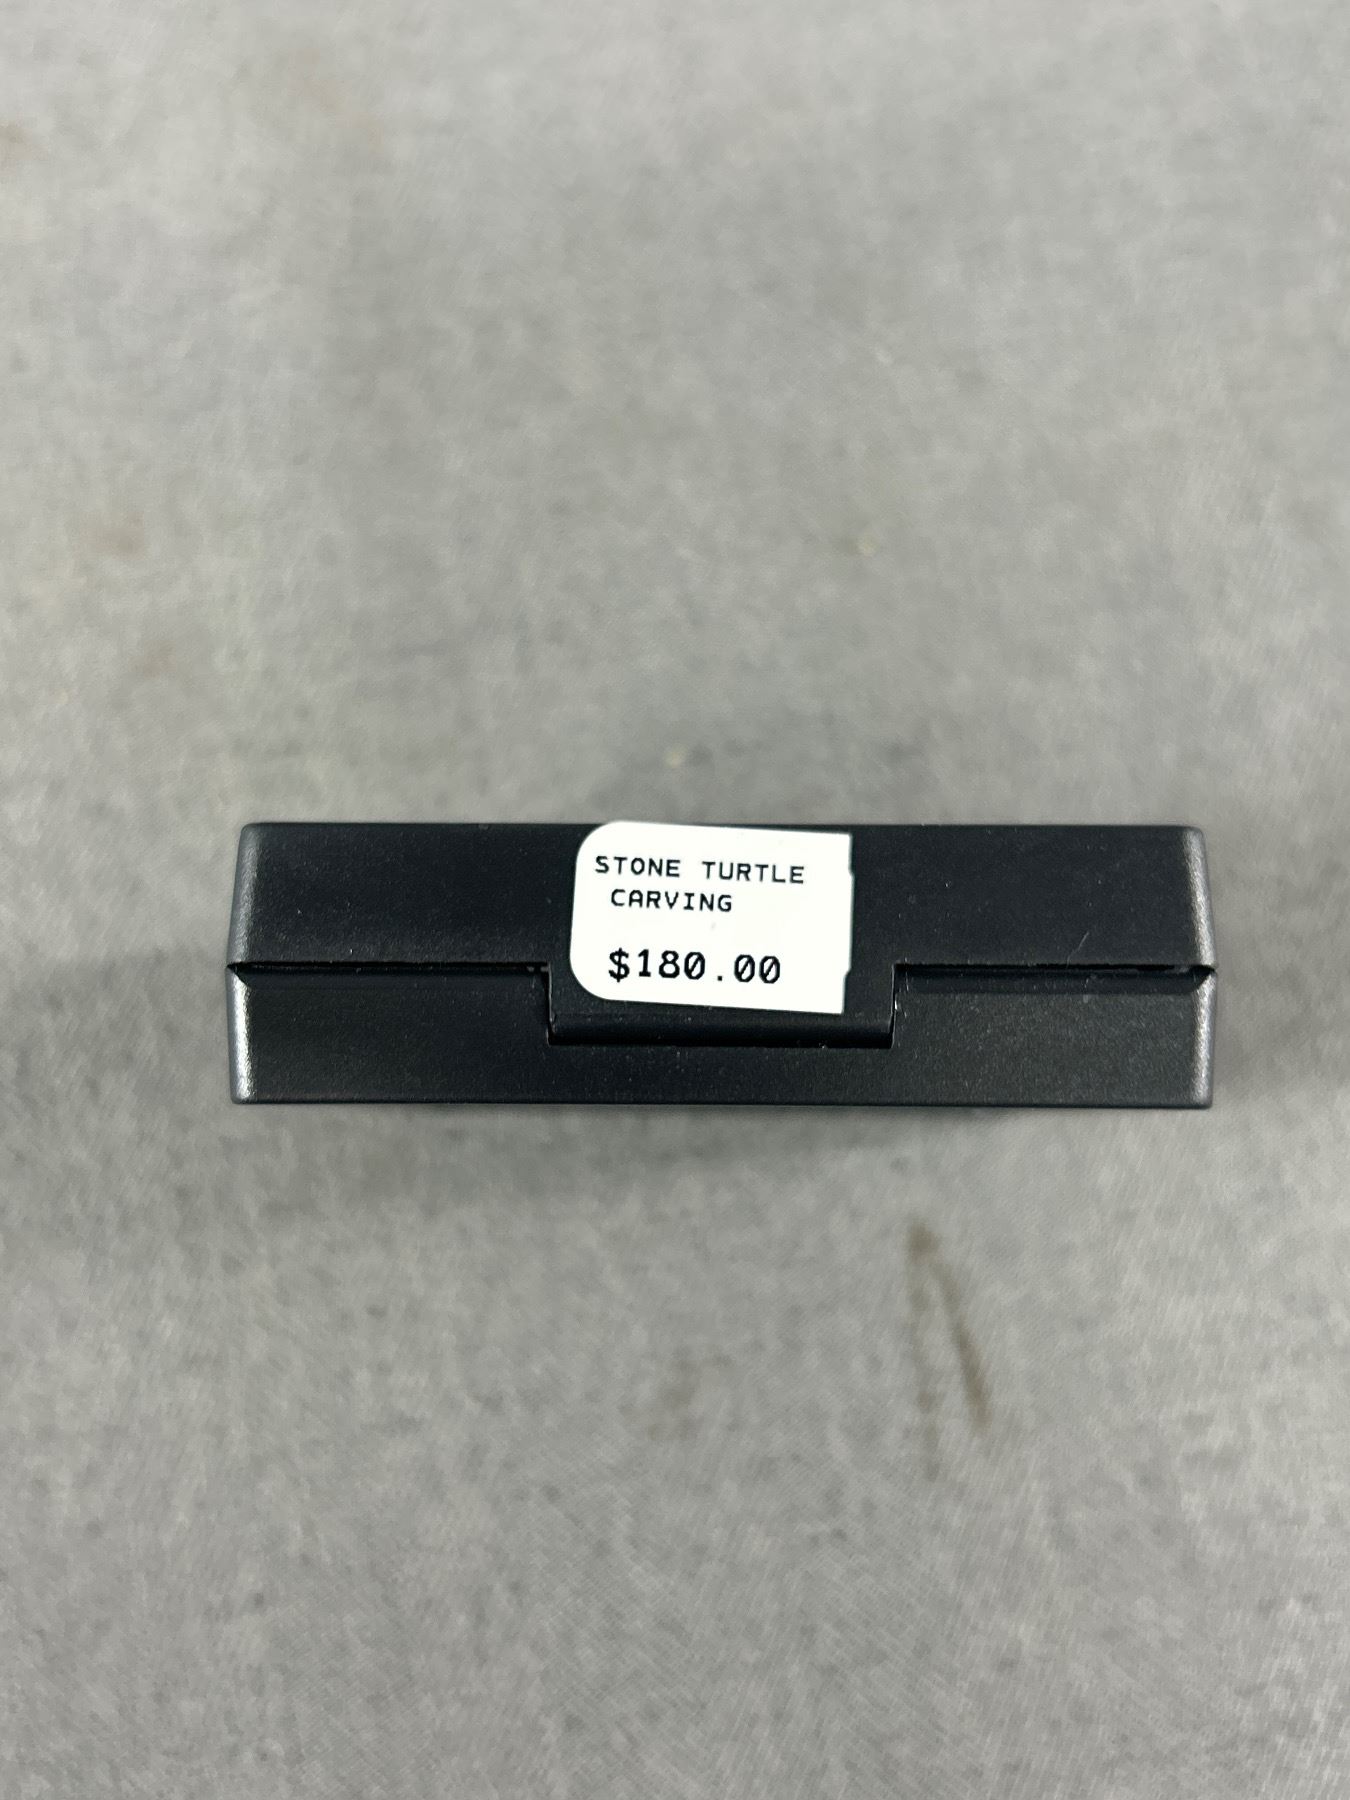 STONE TURTLE
CARVING
$180.00